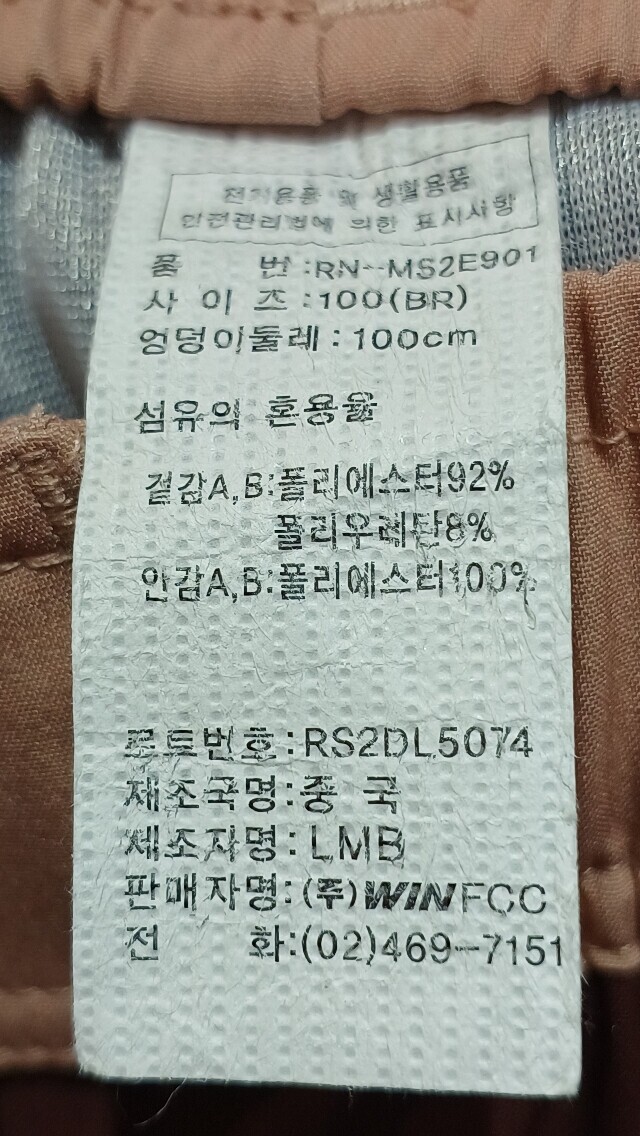 전기용품 및 생활용품
안전관리법에 의한 표시사항
품 번:RN-MS2E901
사 이 즈:100(BR)
엉덩이둘레:100cm
섬유의 혼용율
겉감A,B:폴리에스터92%
폴리우레탄8%
안감A,B:폴리에스터100%
로트번호:RS2DL5074
제조국명:중 국
제조자명:LMB
판매자명:(주)WINFCC
전 화:(02)469-7151